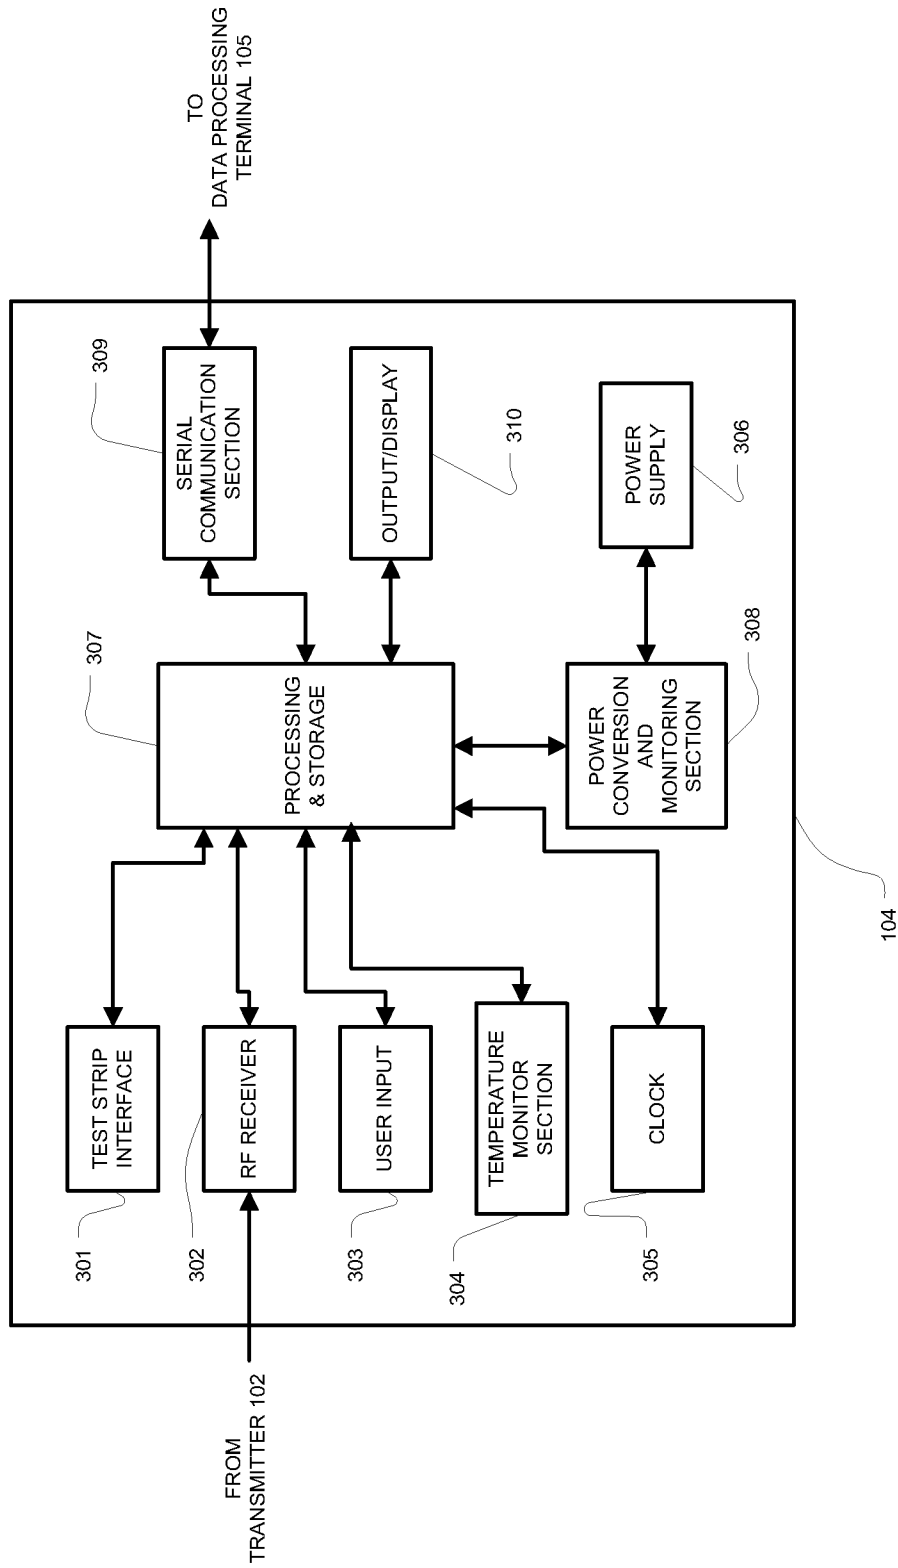 FROM
TRANSMITTER 102
301
TEST STRIP
INTERFACE
302
RF RECEIVER
303
USER INPUT
304
TEMPERATURE
MONITOR
SECTION
305
CLOCK
307
PROCESSING
& STORAGE
308
POWER
CONVERSION
AND
MONITORING
SECTION
309
SERIAL
COMMUNICATION
SECTION
310
OUTPUT/DISPLAY
306
POWER
SUPPLY
104
TO
DATA PROCESSING
TERMINAL 105